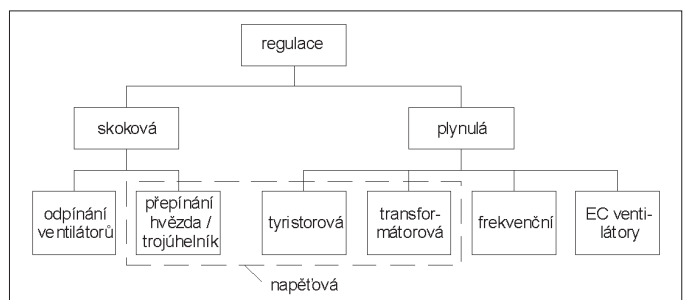 regulace
skoková
plynulá
odpínání
ventilátorů
přepínání
hvězda /
trojúhelník
tyristorová
transfor-
mátorová
frekvenční
EC venti-
látory
napěťová